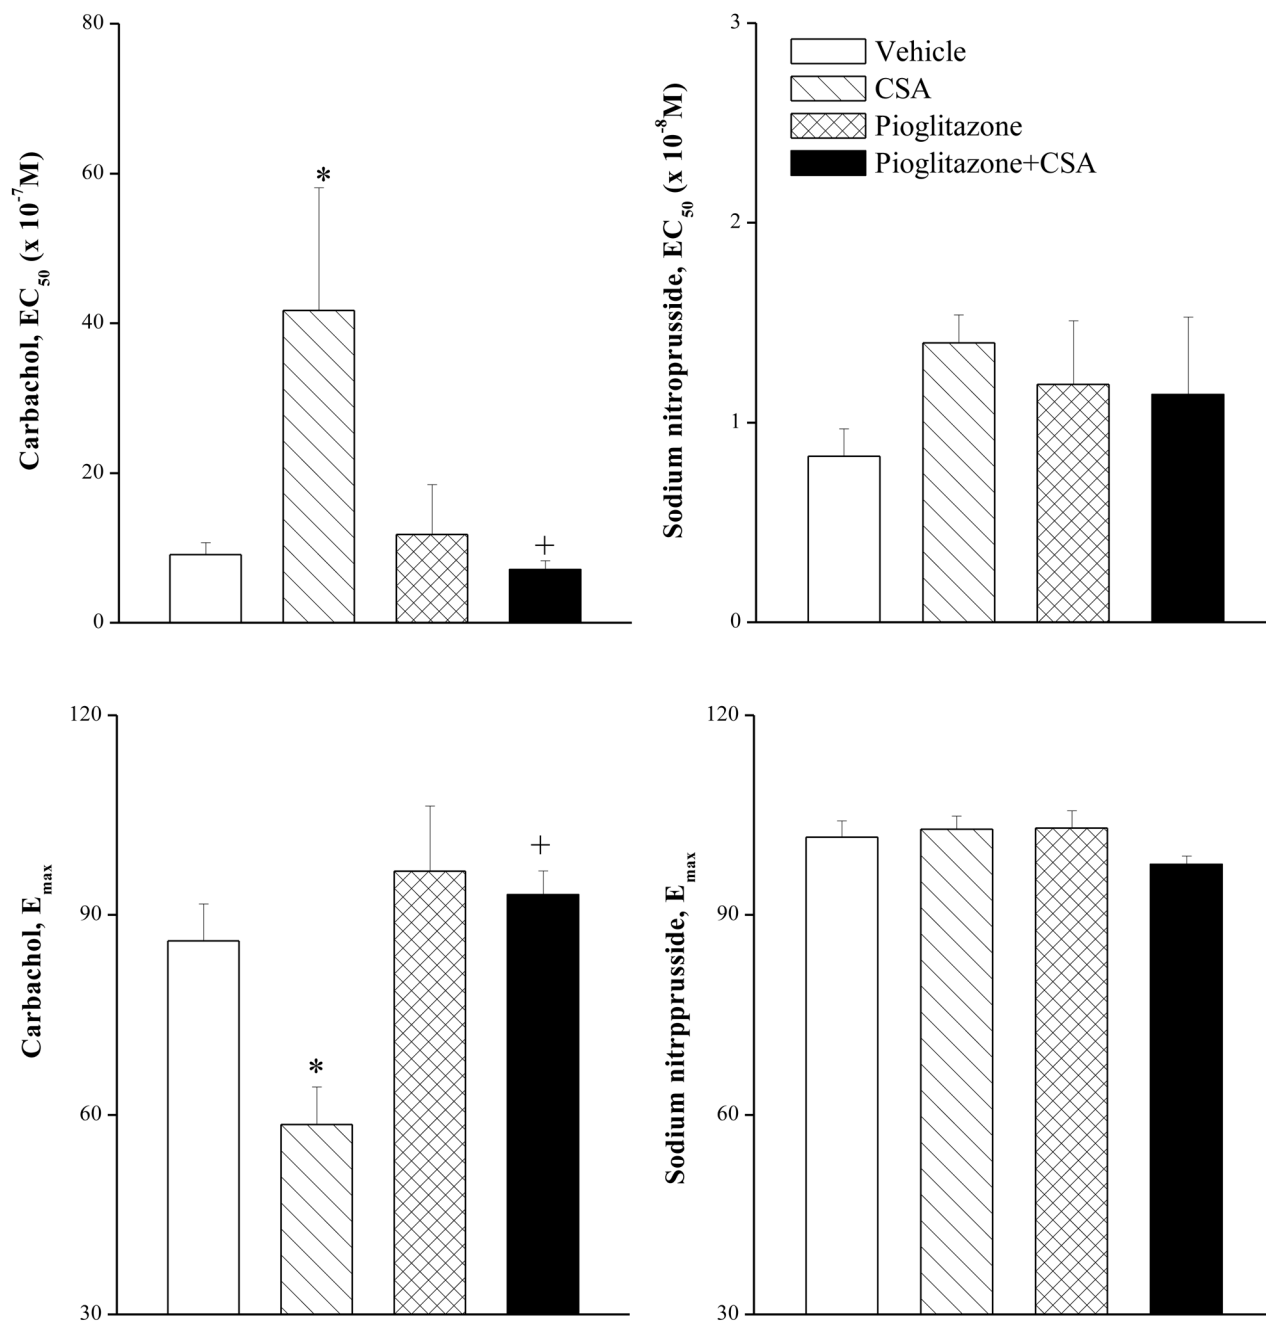 80
60
40
20
0
Carbachol, EC50 (x 10-7M)
*
+
3
2
1
0
Sodium nitroprusside, EC50 (x 10-8M)
Vehicle
CSA
Pioglitazone
Pioglitazone+CSA
120
90
60
30
Carbachol, Emax
*
+
120
90
60
30
Sodium nitrpprusside, Emax